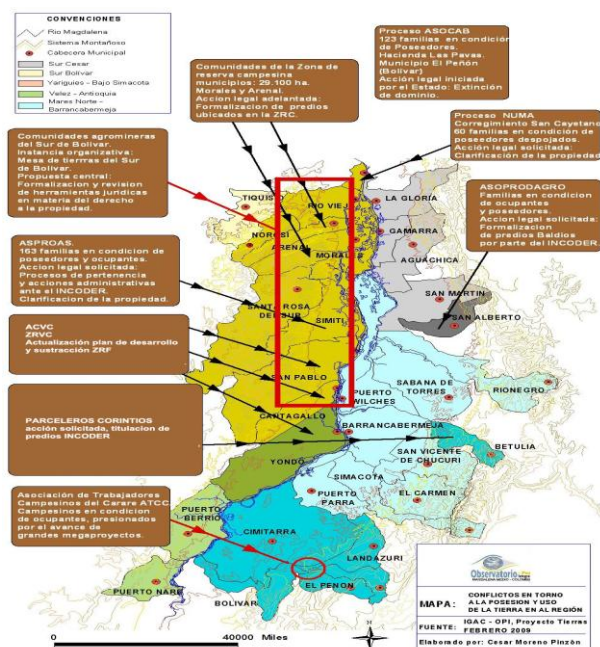 CONVENCIONES
Rio Magdalena
Sistema Montañoso
Cabecera Municipal
Sur Cesar
Sur Bolivar
Yariguies - Bajo Simacota
Velez - Antioquia
Mares Norte -
Barrancabermeja
Comunidades de la Zona de
reserva campesina
municipios: 29.100 ha.
Morales y Arenal.
Accion legal adelantada:
Formalizacion de predios
ubicados en la ZRC.
Proceso ASOCAB
123 familias en condición
de Poseedores.
Hacienda Las Pavas.
Municipio El Peñón
(Bolivar)
Acción legal iniciada
por el Estado: Extinción
de dominio.
Comunidades agromineras
del Sur de Bolivar.
Instancia organizativa:
Mesa de tierrras del Sur
de Bolivar.
Propuesta central:
Formalizacion y revision
de herramientas juridicas
en materia del derecho
a la propiedad.
Proceso NUMA
Corregimiento San Cayetano
60 familias en condición de
poseedores despojados.
Acción legal solicitada:
Clarificación de la propiedad.
ASOPRODAGRO
Familias en condicion
de ocupantes
y poseedores.
Acción legal solicitada:
Formalizacion
de predios Baldios
por parte del INCODER.
ASPROAS.
163 familias en condicion de
poseedores y ocupantes.
Accion legal solicitada:
Procesos de pertenencia
y acciones administrativas
ante el INCODER.
Clarificación de la propiedad.
ACVC
ZRVC
Actualización plan de desarrollo
y sustracción ZRF
PARCELEROS CORINTIOS
acción solicitada, titulacion de
predios INCODER
Asociación de Trabajadores
Campesinos del Carare ATCC.
Campesinos en condicion
de ocupantes, presionados
por el avance de
grandes megaproyectos.
TIQUISIO
RIO VIEJ
LA GLORIA
NOROSI
ARENAL
GAMARRA
MORALES
AGUACHICA
SAN MARTIN
SANTA ROSA
DEL SUR
SIMITI
SAN ALBERTO
SAN PABLO
PUERTO
WILCHES
SABANA DE
TORRES
RIONEGRO
CANTAGALLO
BARRANCABERMEJA
BETULIA
YONDO
SAN VICENTE
DE CHUCURI
SIMACOTA
EL CARMEN
PUERTO
PARRA
PUERTO
BERRIO
CIMITARRA
LANDAZURI
PUERTO NARE
EL PEÑON
BOLIVAR
0 40000 Miles
N
Observatorio
MAPA: CONFLICTOS EN TORNO
A LA POSESION Y USO
DE LA TIERRA EN AL REGIÓN
FUENTE: IGAC - OPI, Proyecto Tierras
FEBRERO 2009
Elaborado por: Cesar Moreno Pinzón